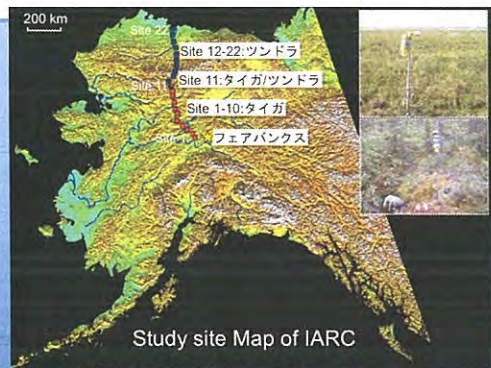 200 km
Site 22
Site 12-22:ツンドラ
Site 11
Site 11:タイガ/ツンドラ
Site 1-10:タイガ
フェアバンクス
Study site Map of IARC